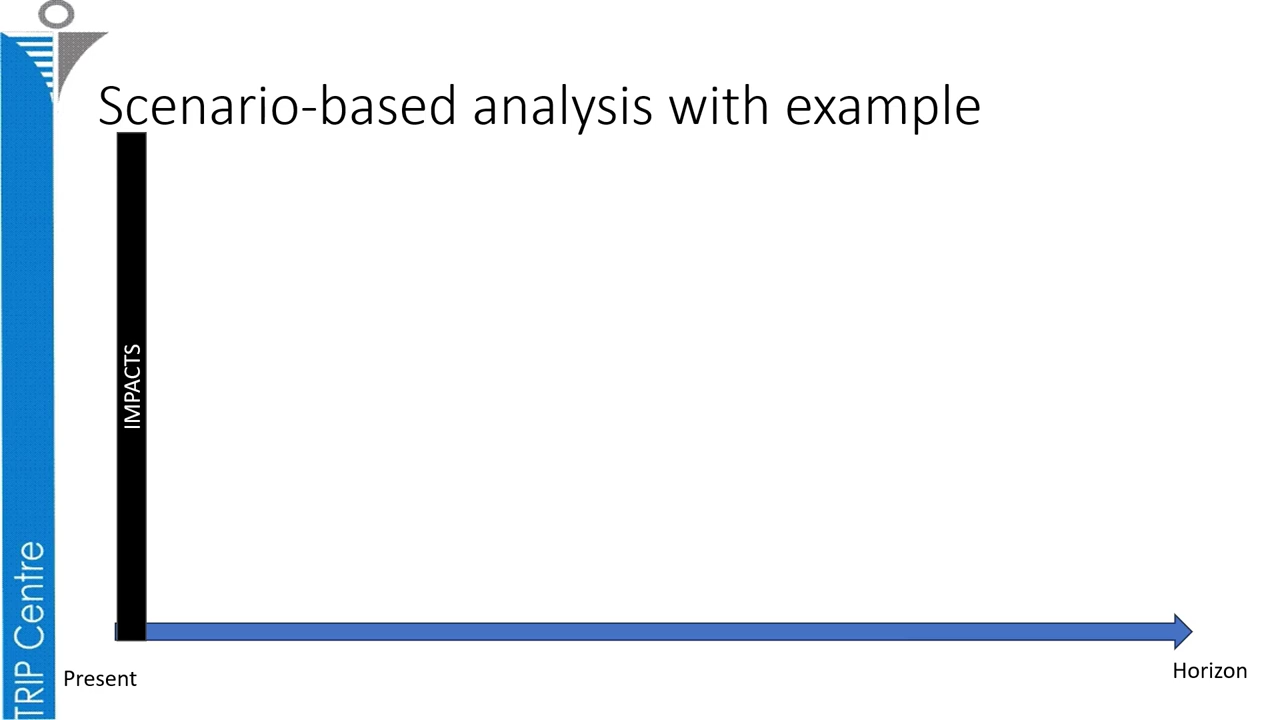 Scenario-based analysis with example
IMPACTS
TRIP Centre
Present
Horizon